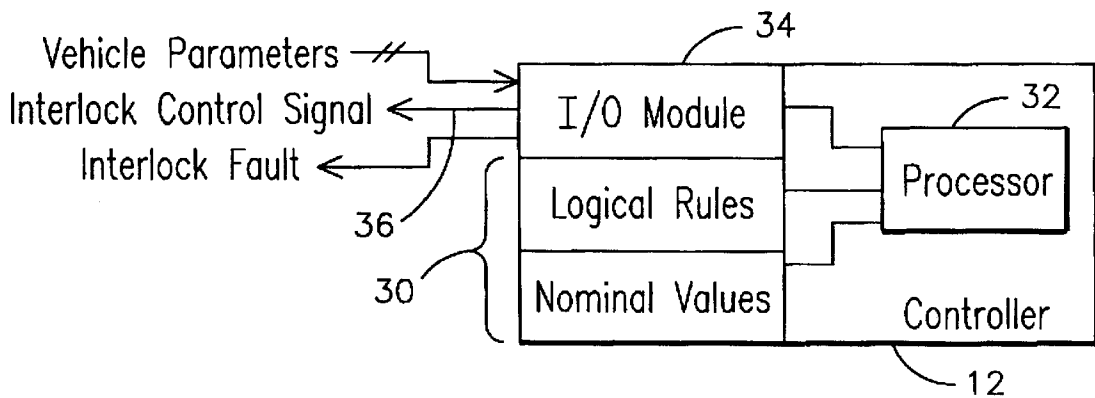 34
Vehicle Parameters
32
Interlock Control Signal
I/O Module
Interlock Fault
Processor
36
Logical Rules
30
Nominal Values
Controller
12